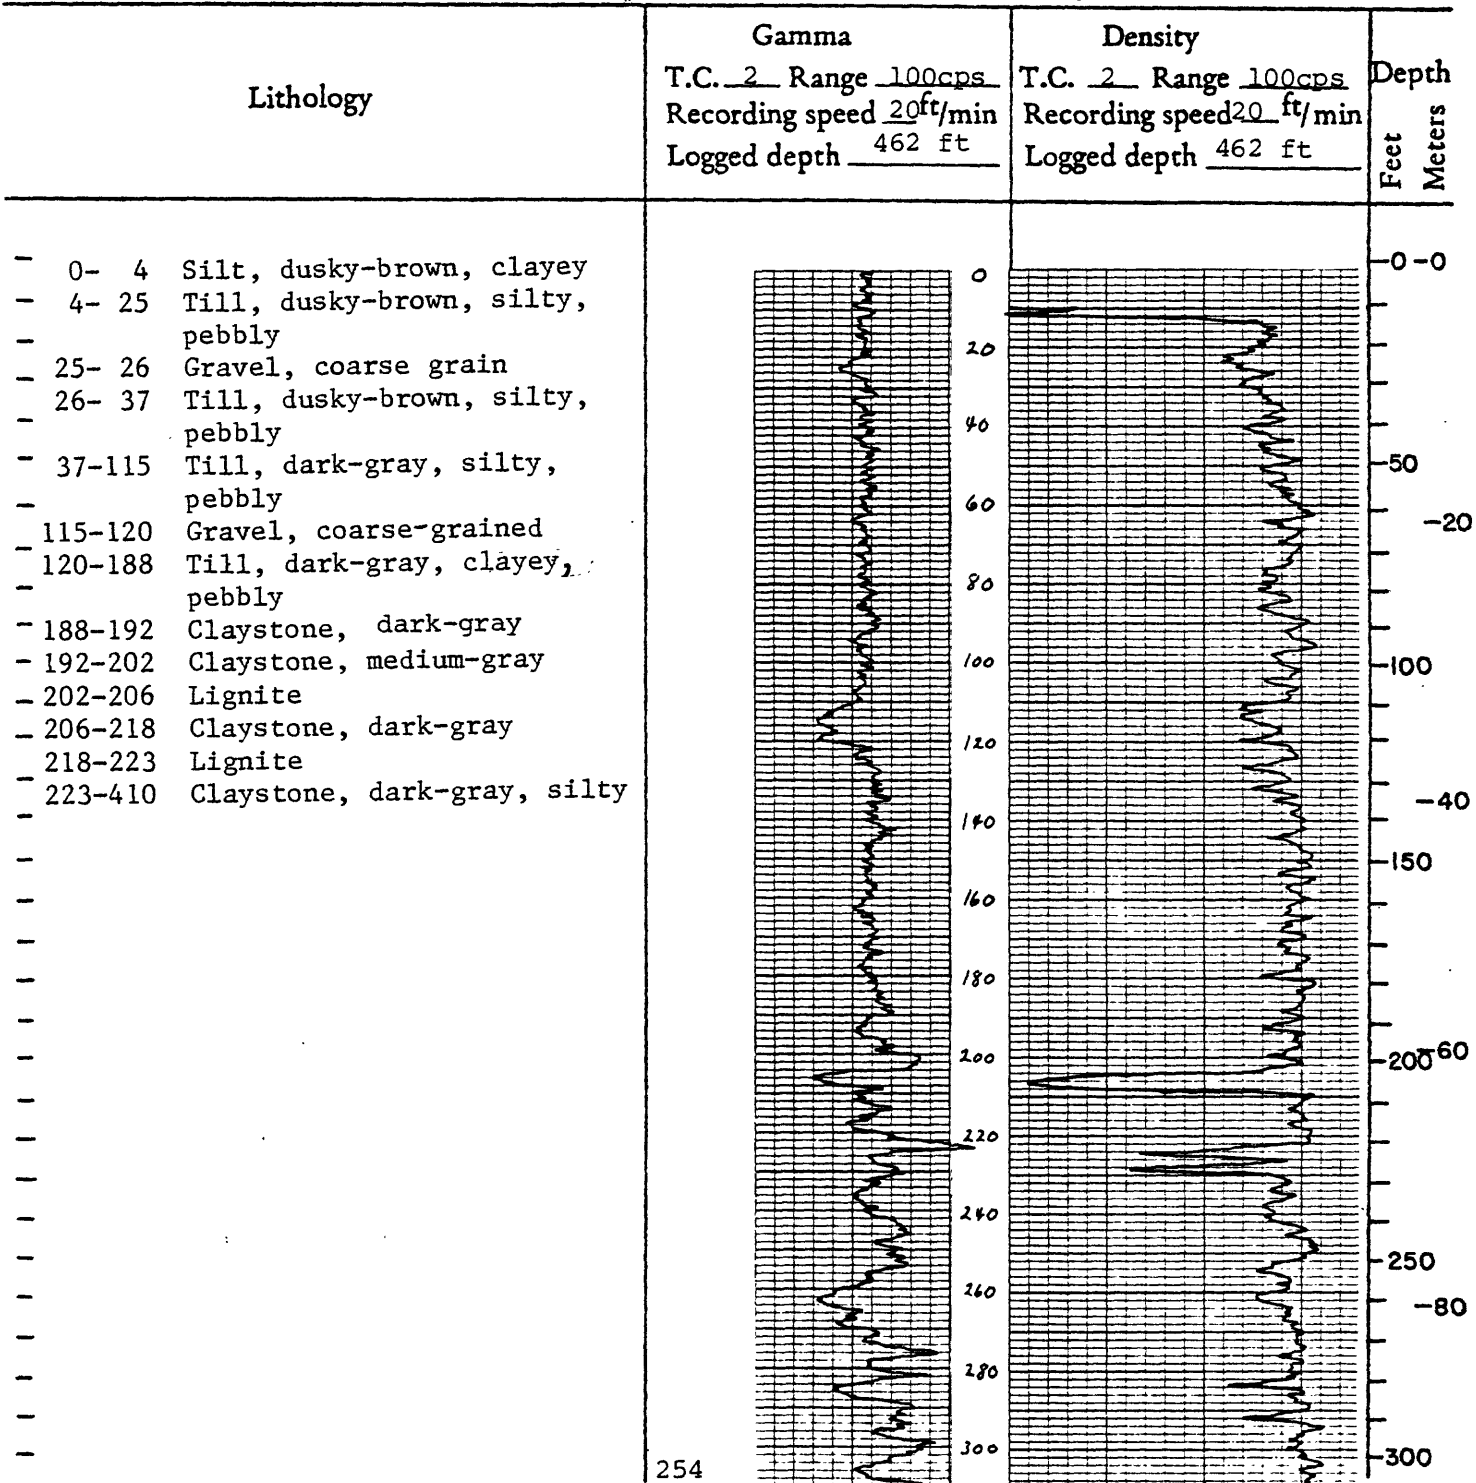 Lithology
Gamma
T.C. 2 Range 100cps
Recording speed 20ft/min
Logged depth 462 ft
Density
T.C. 2 Range 100cps
Recording speed 20 ft/min
Logged depth 462 ft
Depth
Feet
Meters
0- 4 Silt, dusky-brown, clayey
4- 25 Till, dusky-brown, silty,
pebbly
25- 26 Gravel, coarse grain
26- 37 Till, dusky-brown, silty,
pebbly
37-115 Till, dark-gray, silty,
pebbly
115-120 Gravel, coarse-grained
120-188 Till, dark-gray, clayey,
pebbly
188-192 Claystone, dark-gray
192-202 Claystone, medium-gray
202-206 Lignite
206-218 Claystone, dark-gray
218-223 Lignite
223-410 Claystone, dark-gray, silty
0
20
40
60
80
100
120
140
160
180
200
220
240
260
280
300
-0-0
-50
-20
-100
-40
-150
-200
-60
-250
-80
-300
254